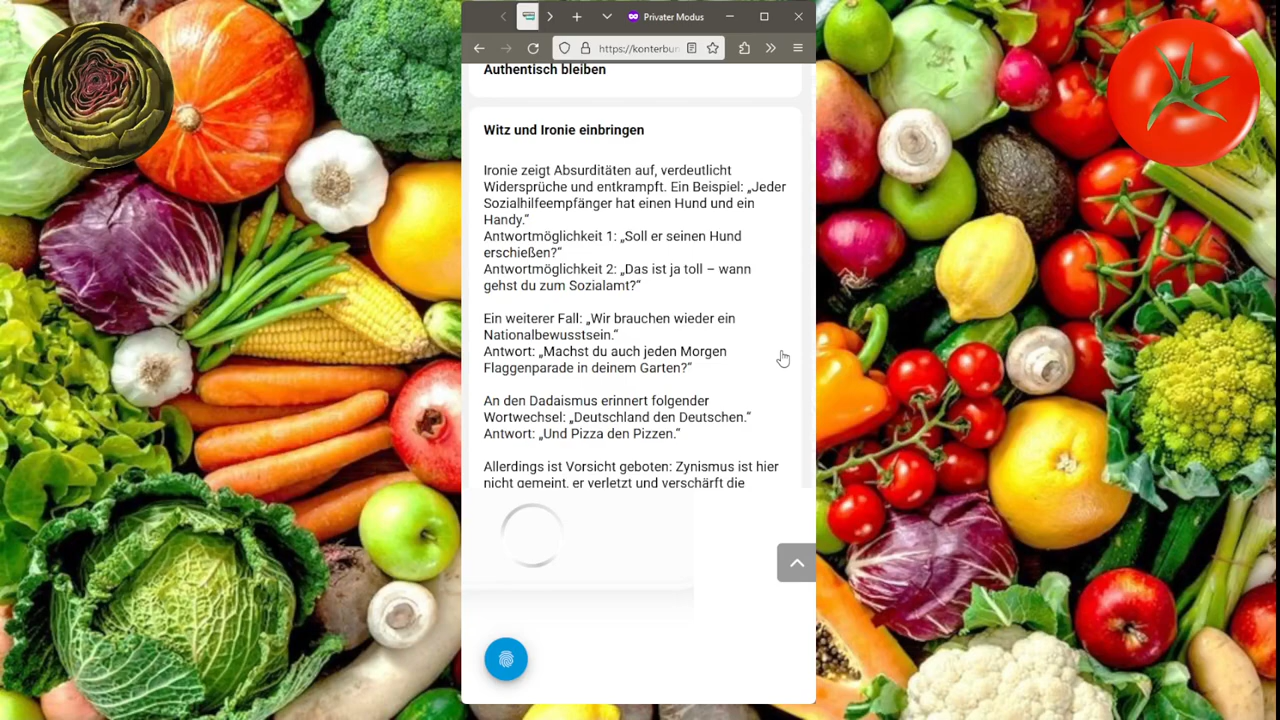 Privater Modus
https://konterbun
Authentisch bleiben
Witz und Ironie einbringen
Ironie zeigt Absurditäten auf, verdeutlicht
Widersprüche und entkrampft. Ein Beispiel: „Jeder
Sozialhilfeempfänger hat einen Hund und ein
Handy.“
Antwortmöglichkeit 1: „Soll er seinen Hund
erschießen?“
Antwortmöglichkeit 2: „Das ist ja toll – wann
gehst du zum Sozialamt?“
Ein weiterer Fall: „Wir brauchen wieder ein
Nationalbewusstsein.“
Antwort: „Machst du auch jeden Morgen
Flaggenparade in deinem Garten?“
An den Dadaismus erinnert folgender
Wortwechsel: „Deutschland den Deutschen.“
Antwort: „Und Pizza den Pizzen.“
Allerdings ist Vorsicht geboten: Zynismus ist hier
nicht gemeint, er verletzt und verschärft die